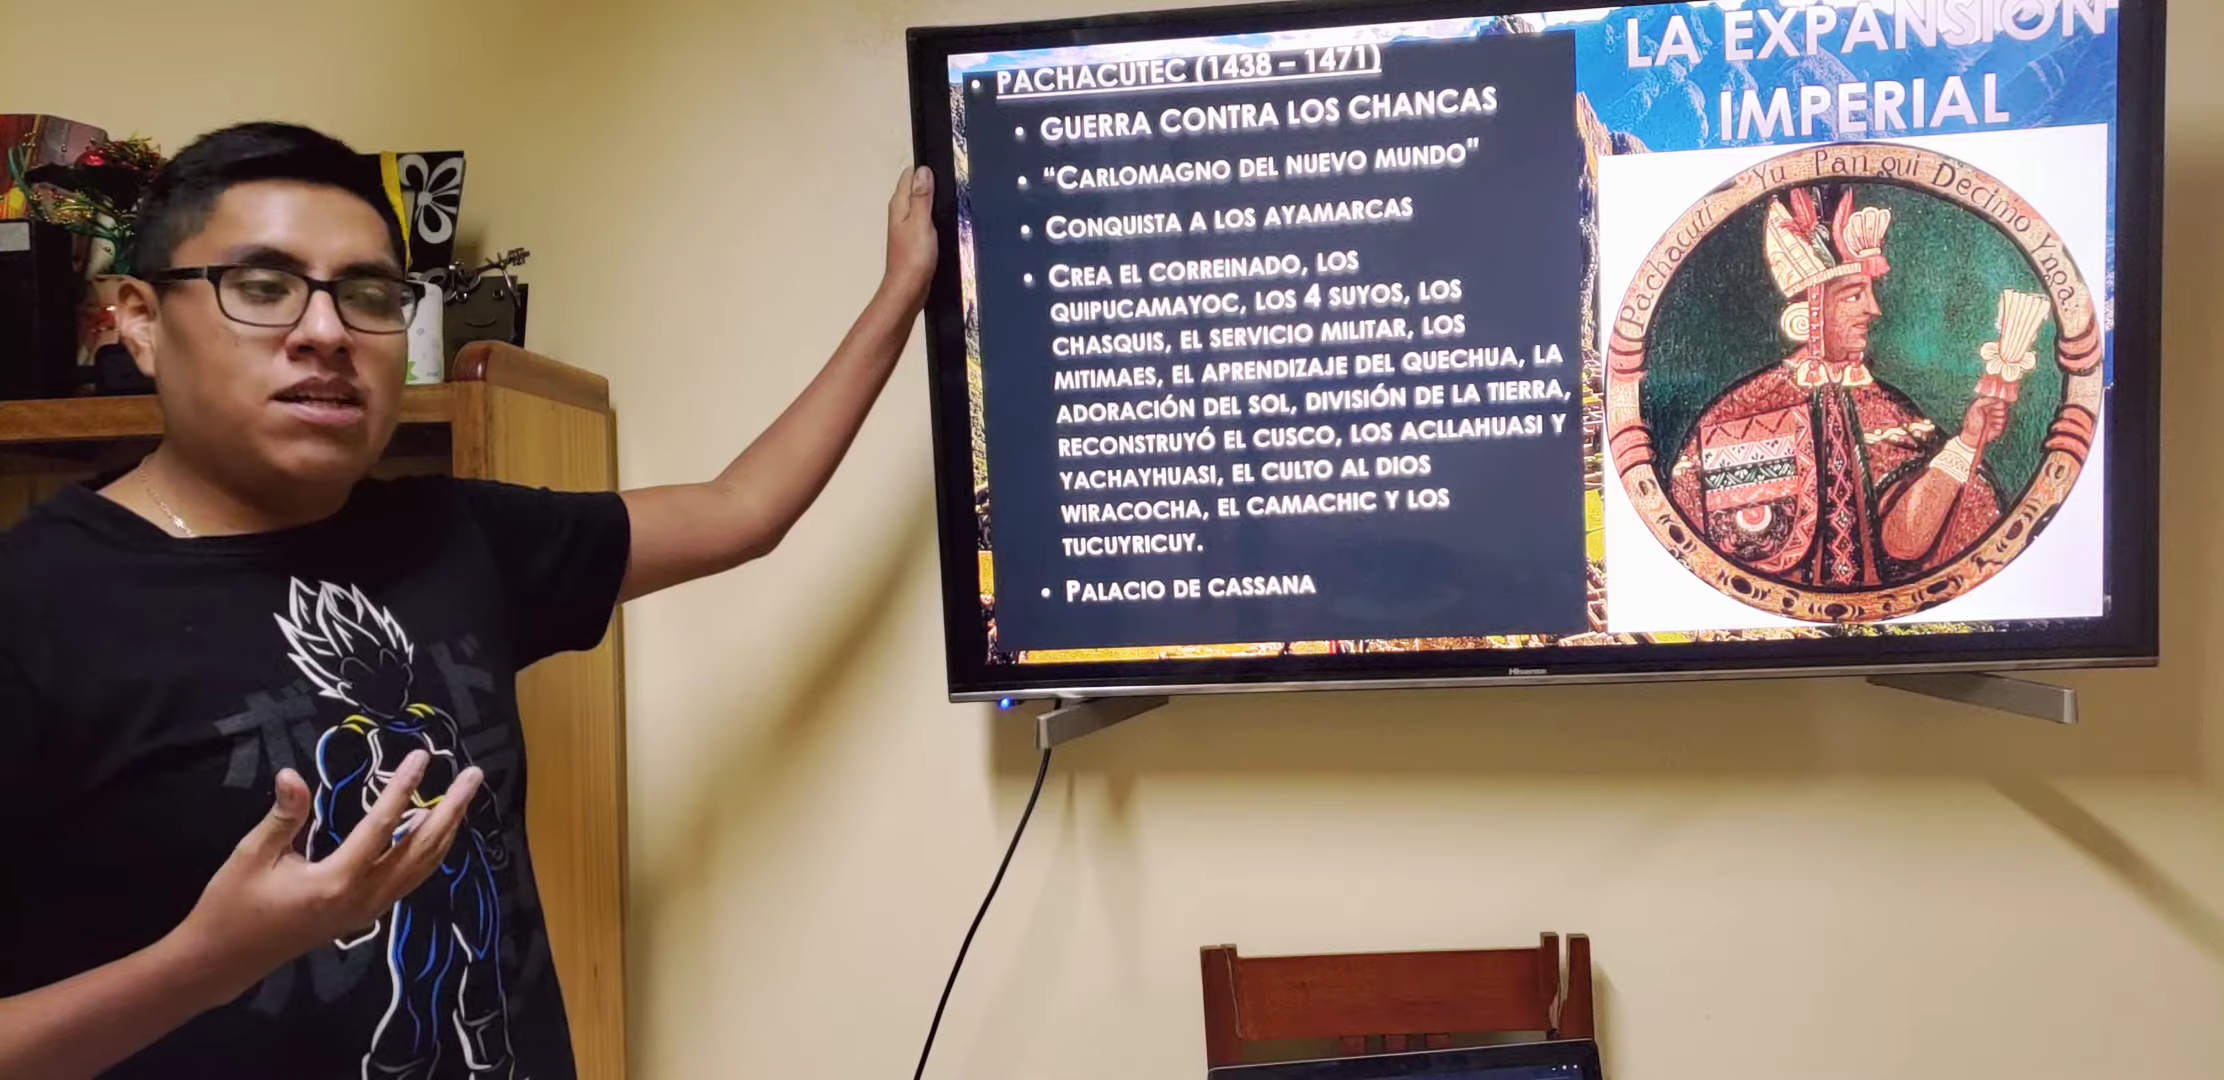 LA EXPANSIÓN
IMPERIAL
• PACHACUTEC (1438 – 1471)
• GUERRA CONTRA LOS CHANCAS
• “CARLOMAGNO DEL NUEVO MUNDO”
• CONQUISTA A LOS AYAMARCAS
• CREA EL CORREINADO, LOS
QUIPUCAMAYOC, LOS 4 SUYOS, LOS
CHASQUIS, EL SERVICIO MILITAR, LOS
MITIMAES, EL APRENDIZAJE DEL QUECHUA, LA
ADORACIÓN DEL SOL, DIVISIÓN DE LA TIERRA,
RECONSTRUYÓ EL CUSCO, LOS ACLLAHUASI Y
YACHAYHUASI, EL CULTO AL DIOS
WIRACOCHA, EL CAMACHIC Y LOS
TUCUYRICUY.
• PALACIO DE CASSANA
Pachacuti Yu Pan qui Decimo Ynga.
Hisense